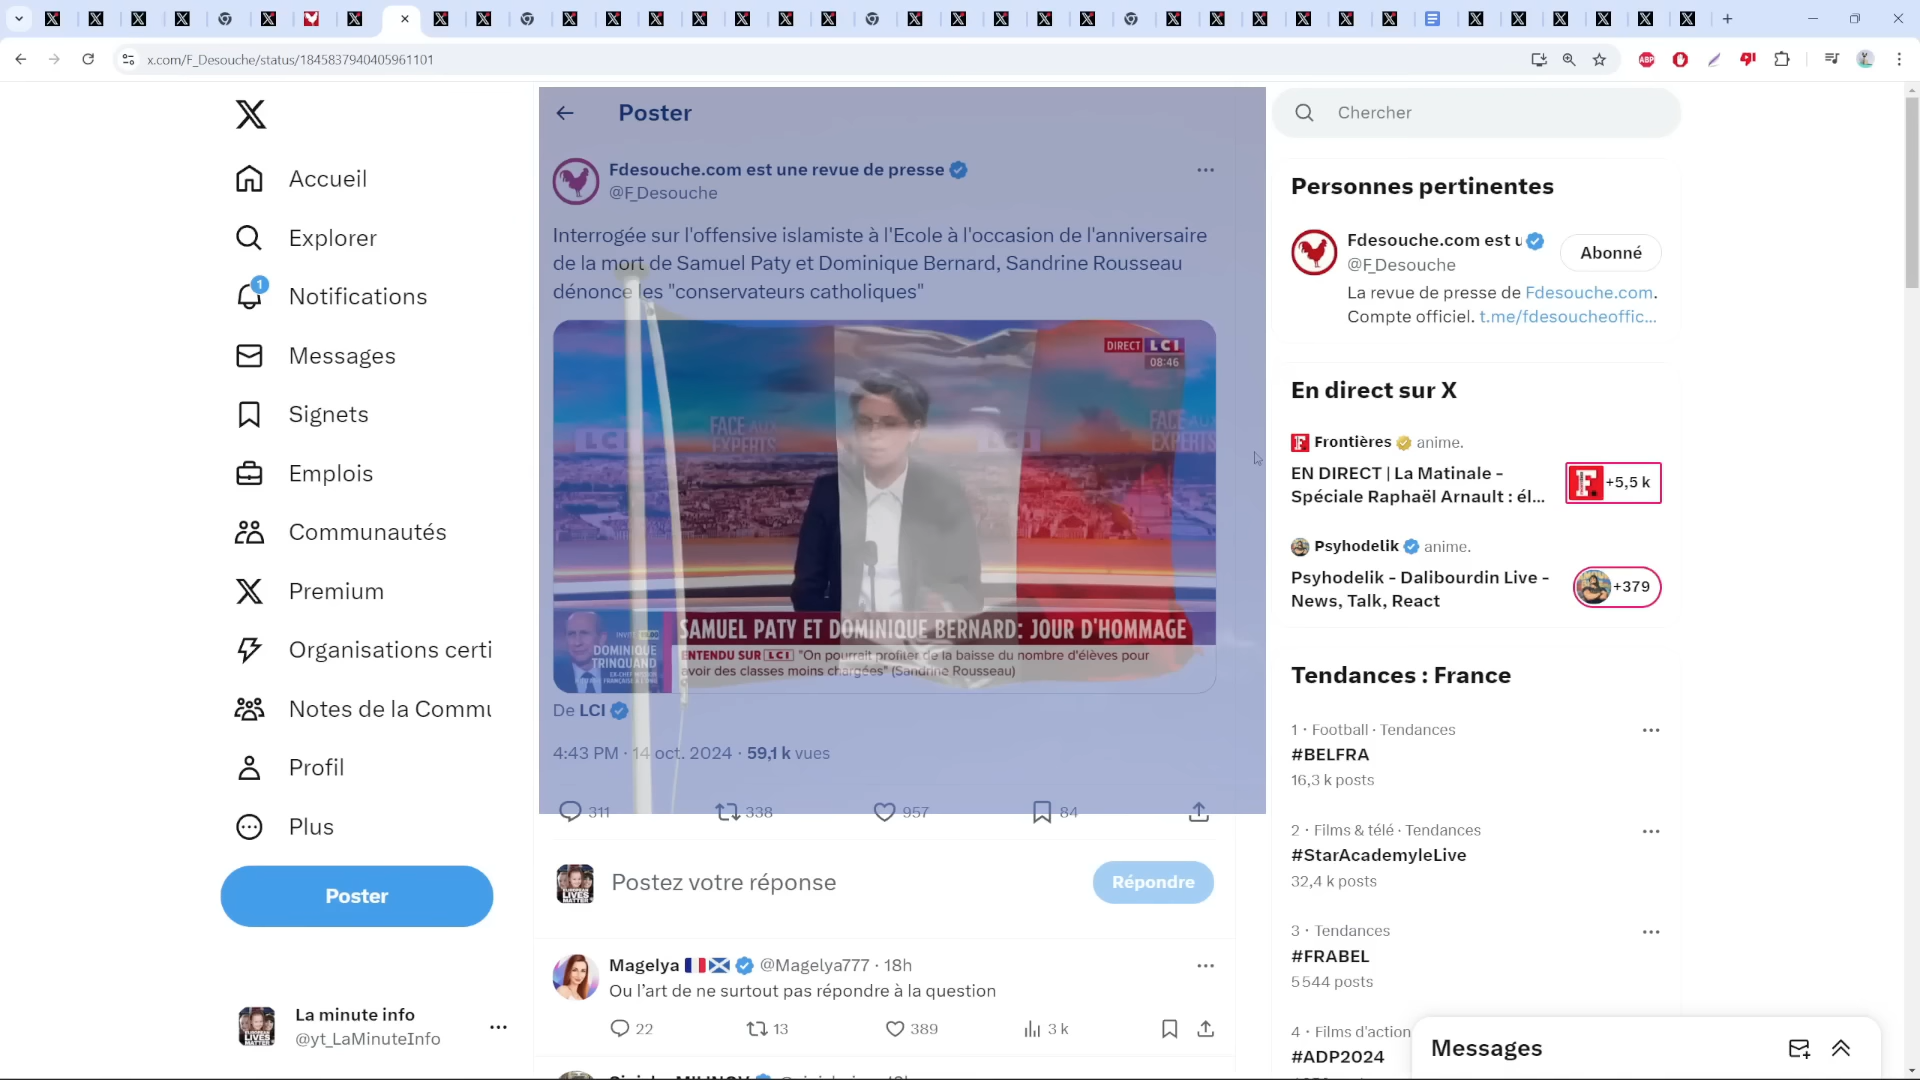 x.com/F_Desouche/status/1845837940405961101
ABP
Accueil
Explorer
1
Notifications
Messages
Signets
Emplois
Communautés
Premium
Organisations certi
Notes de la Commu
Profil
Plus
Poster
La minute info
@yt_LaMinuteInfo
Poster
Fdesouche.com est une revue de presse
@F_Desouche
Interrogée sur l'offensive islamiste à l'Ecole à l'occasion de l'anniversaire
de la mort de Samuel Paty et Dominique Bernard, Sandrine Rousseau
dénonce les "conservateurs catholiques"
DIRECT LCI
08:46
LCI
FACE AUX
EXPERTS
LCI
FACE AUX
EXPERTS
DOMINIQUE
TRINQUAND
SAMUEL PATY ET DOMINIQUE BERNARD: JOUR D'HOMMAGE
ENTENDU SUR LCI "On pourrait profiter de la baisse du nombre d'élèves pour
avoir des classes moins chargées" (Sandrine Rousseau)
De LCI
4:43 PM · 14 oct. 2024 · 59,1 k vues
311
338
957
84
Postez votre réponse
Répondre
Magelya @Magelya777 · 18h
Ou l’art de ne surtout pas répondre à la question
22
13
389
3 k
Chercher
Personnes pertinentes
Fdesouche.com est u
@F_Desouche
Abonné
La revue de presse de Fdesouche.com.
Compte officiel. t.me/fdesoucheoffic...
En direct sur X
Frontières anime.
EN DIRECT | La Matinale -
Spéciale Raphaël Arnault : él...
+5,5 k
Psyhodelik anime.
Psyhodelik - Dalibourdin Live -
News, Talk, React
+379
Tendances : France
1 · Football · Tendances
#BELFRA
16,3 k posts
2 · Films & télé · Tendances
#StarAcademyleLive
32,4 k posts
3 · Tendances
#FRABEL
5 544 posts
4 · Films d'action
#ADP2024
Messages